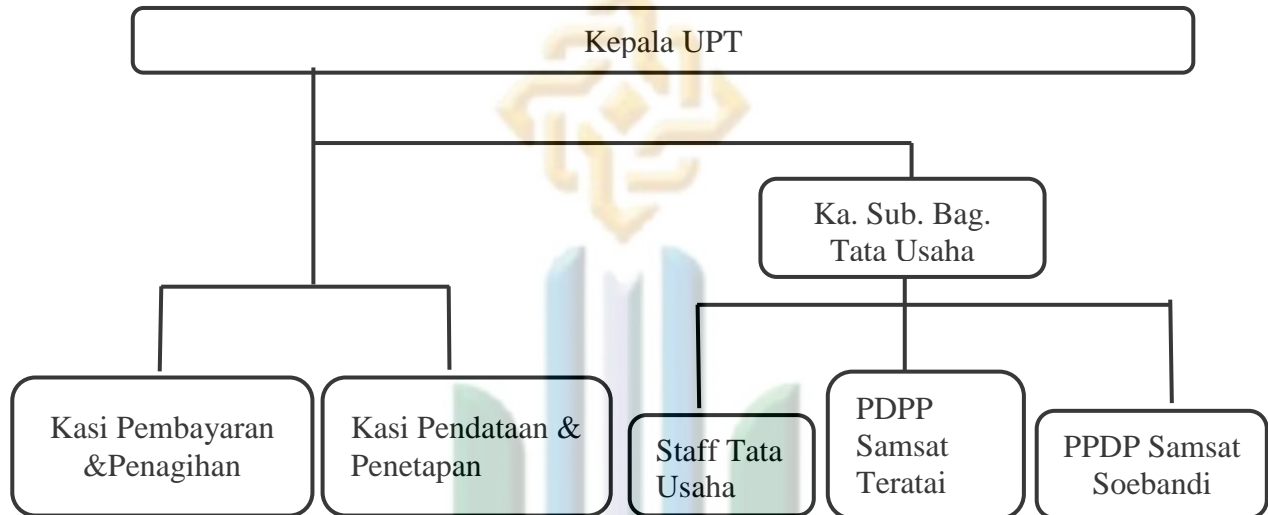 Kepala UPT
Ka. Sub. Bag.
Tata Usaha
Kasi Pembayaran
&Penagihan
Kasi Pendataan &
Penetapan
Staff Tata
Usaha
PDPP
Samsat
Teratai
PPDP Samsat
Soebandi